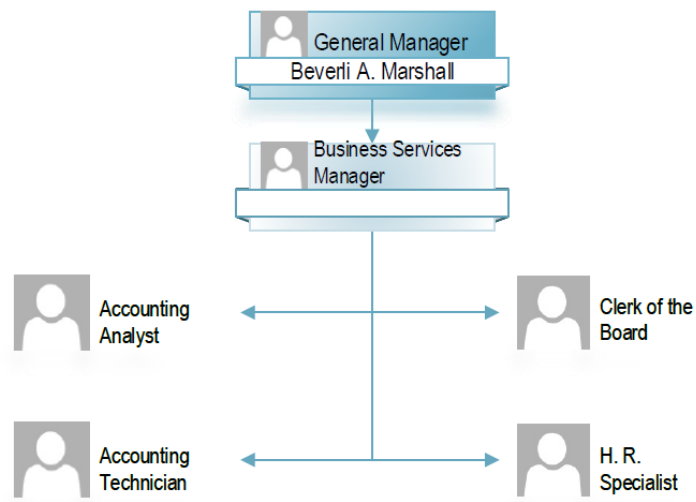 General Manager
Beverli A. Marshall
Business Services
Manager
Accounting
Analyst
Clerk of the
Board
Accounting
Technician
H. R.
Specialist